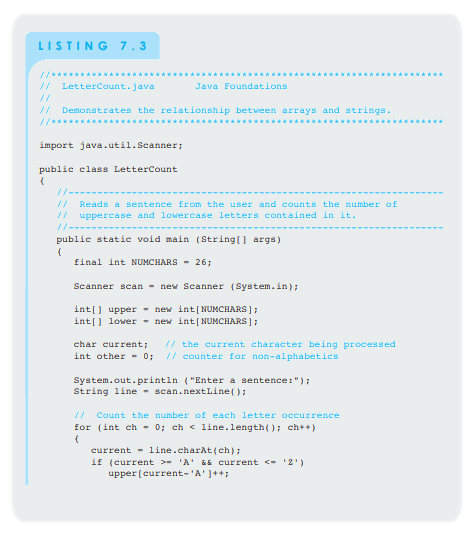 LISTING 7.3
//********************************************************************
//  LetterCount.java       Java Foundations
//
//  Demonstrates the relationship between arrays and strings.
//********************************************************************
import java.util.Scanner;
public class LetterCount
{
//-----------------------------------------------------------------
//  Reads a sentence from the user and counts the number of
//  uppercase and lowercase letters contained in it.
//-----------------------------------------------------------------
public static void main (String[] args)
{
final int NUMCHARS = 26;
Scanner scan = new Scanner (System.in);
int[] upper = new int[NUMCHARS];
int[] lower = new int[NUMCHARS];
char current;   // the current character being processed
int other = 0;  // counter for non-alphabetics
System.out.println ("Enter a sentence:");
String line = scan.nextLine();
//  Count the number of each letter occurrence
for (int ch = 0; ch < line.length(); ch++)
{
current = line.charAt(ch);
if (current >= 'A' && current <= 'Z')
upper[current-'A']++;